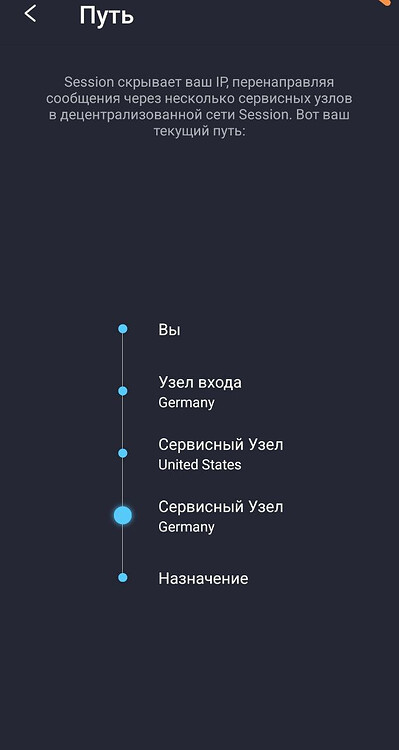 Путь
Session скрывает ваш IP, перенаправляя
сообщения через несколько сервисных узлов
в децентрализованной сети Session. Вот ваш
текущий путь:
Вы
Узел входа
Germany
Сервисный Узел
United States
Сервисный Узел
Germany
Назначение